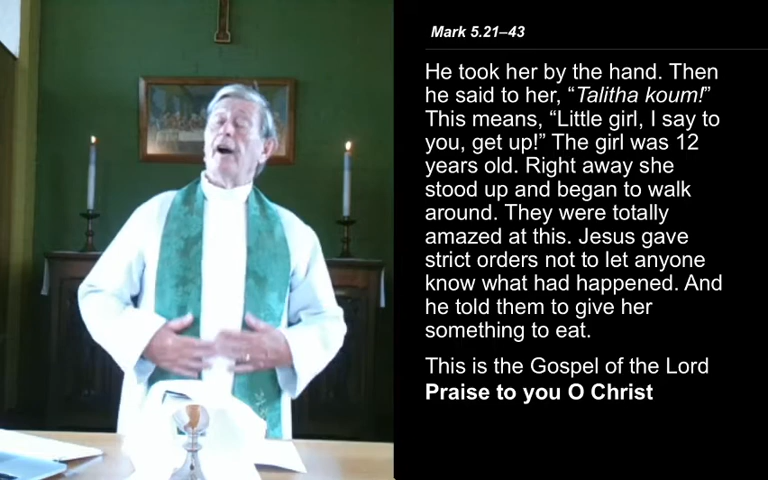 Mark 5.21–43
He took her by the hand. Then
he said to her, “Talitha koum!”
This means, “Little girl, I say to
you, get up!” The girl was 12
years old. Right away she
stood up and began to walk
around. They were totally
amazed at this. Jesus gave
strict orders not to let anyone
know what had happened. And
he told them to give her
something to eat.
This is the Gospel of the Lord
Praise to you O Christ